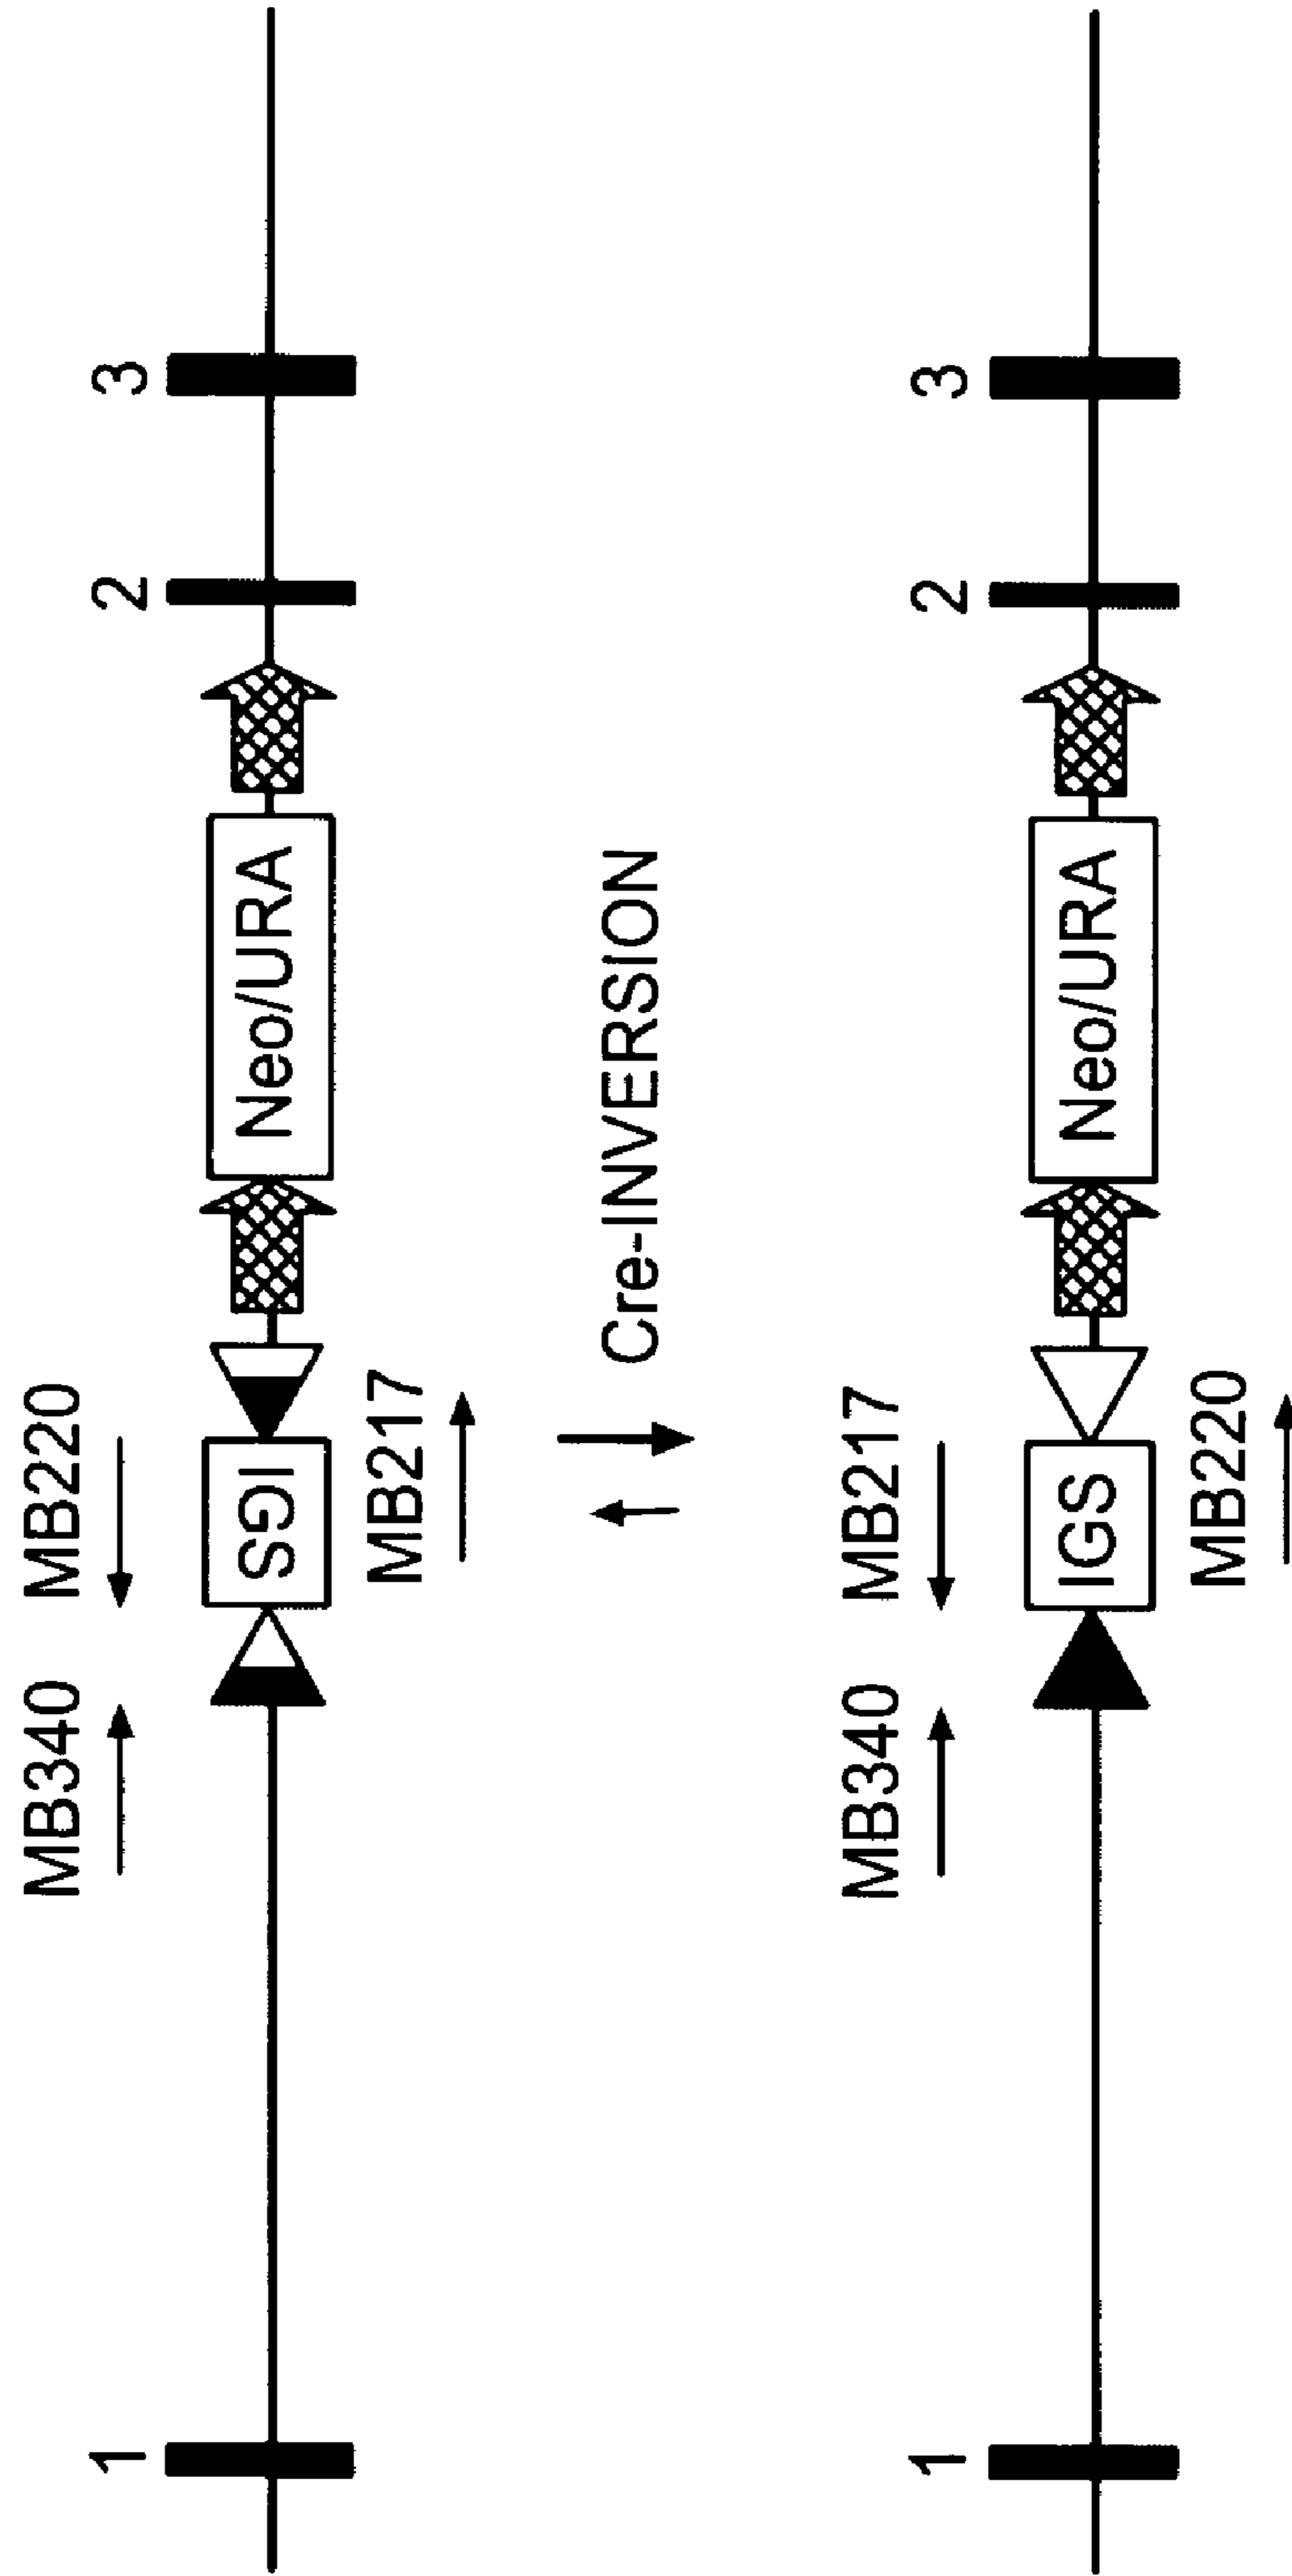 MB340 MB220
1 2 3
IGS Neo/URA
MB217
Cre-INVERSION
MB340 MB217
1 2 3
IGS Neo/URA
MB220